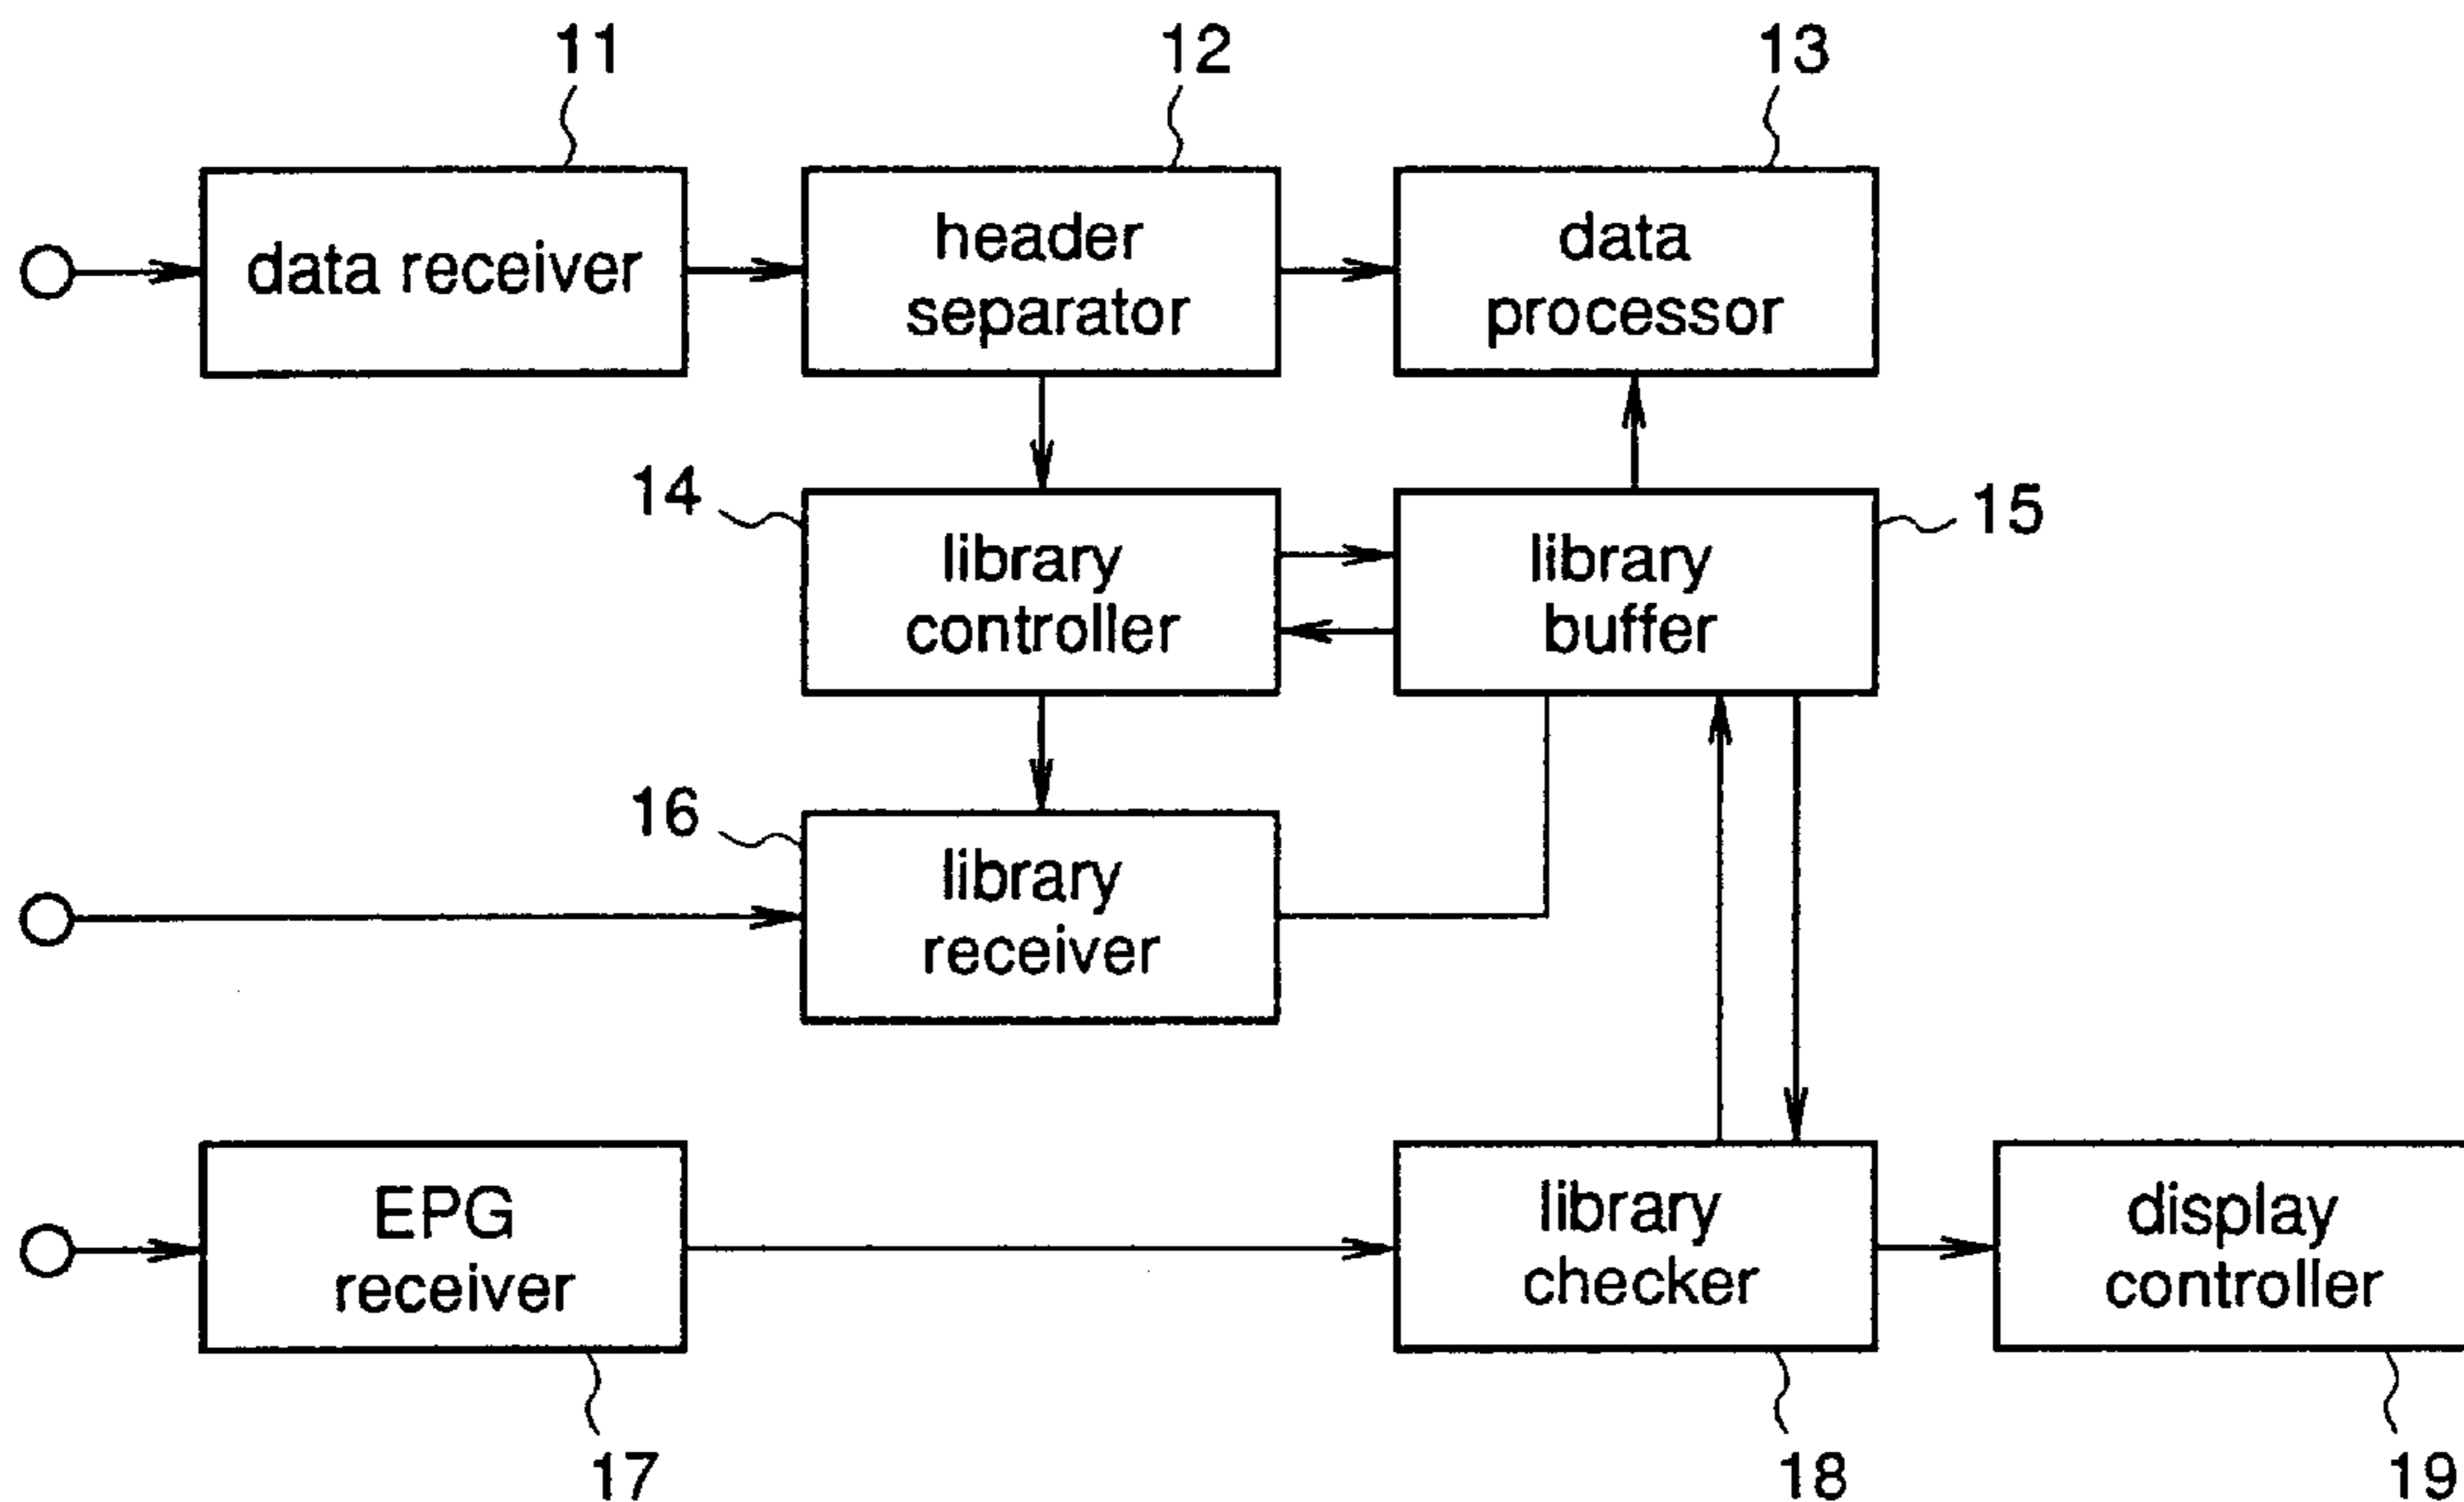 11
12
13
data receiver
header
separator
data
processor
14
library
controller
library
buffer
15
16
library
receiver
EPG
receiver
library
checker
display
controller
17
18
19